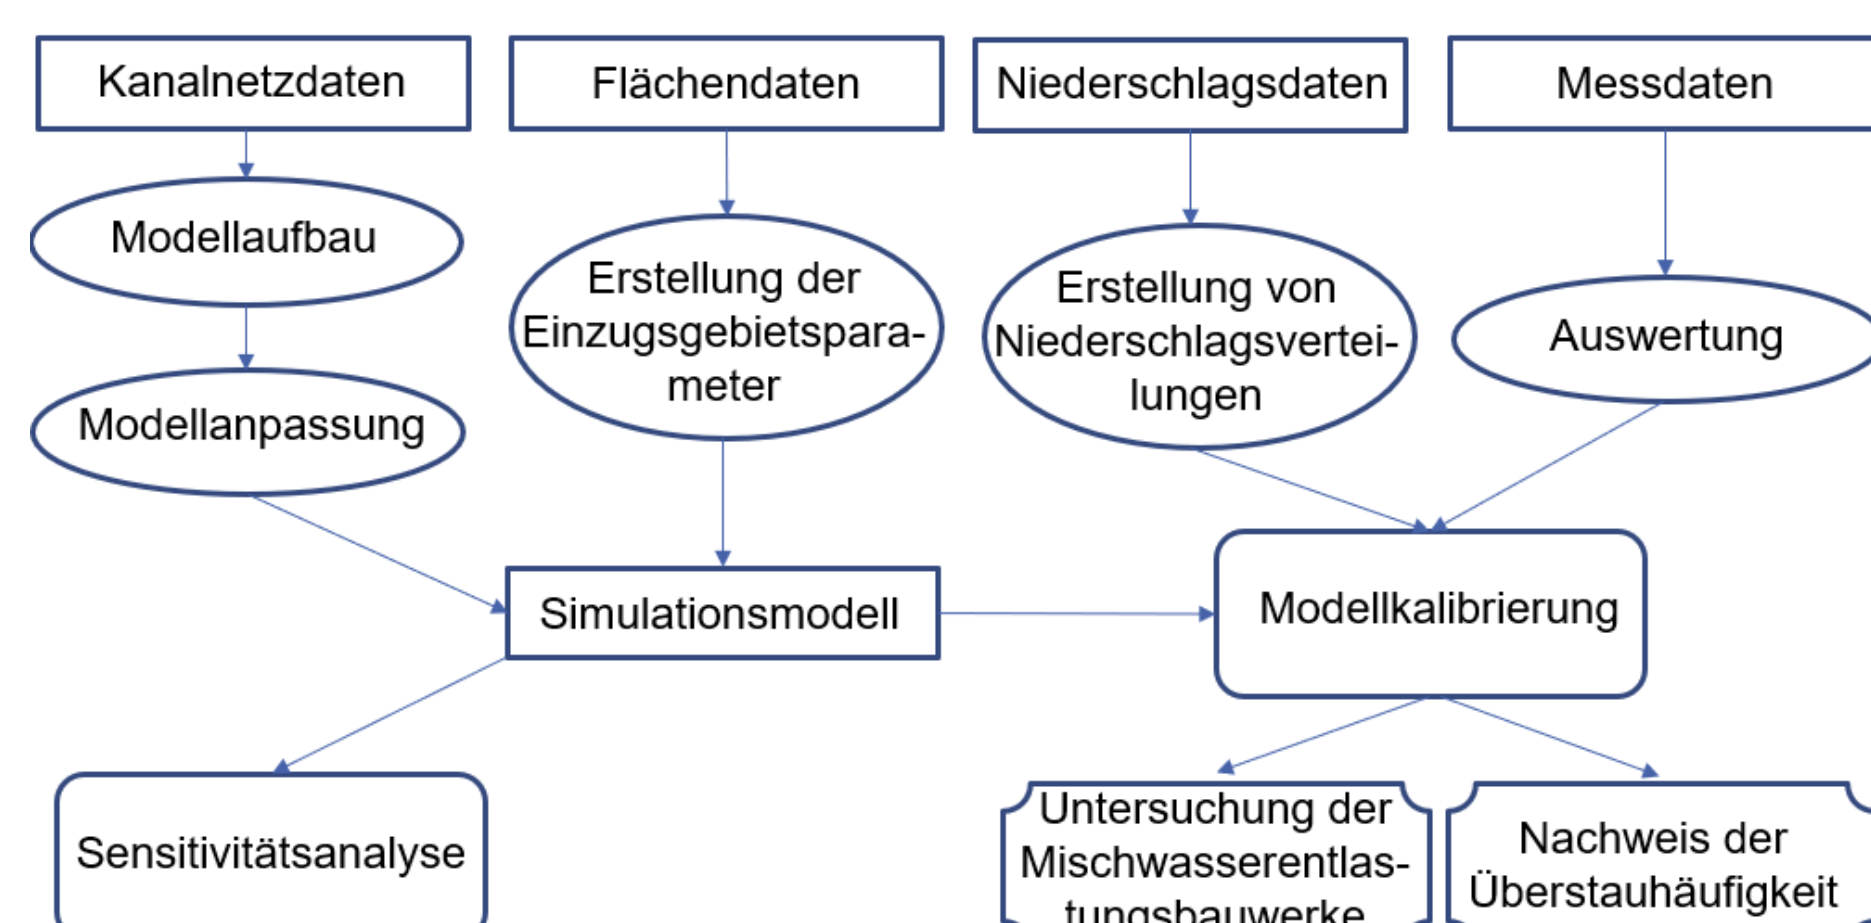 Kanalnetzdaten
Flächendaten
Niederschlagsdaten
Messdaten
Modellaufbau
Erstellung der
Einzugsgebietspara-
meter
Erstellung von
Niederschlagsvertei-
lungen
Auswertung
Modellanpassung
Simulationsmodell
Modellkalibrierung
Sensitivitätsanalyse
Untersuchung der
Mischwasserentlas-
tungsbauwerke
Nachweis der
Überstauhäufigkeit